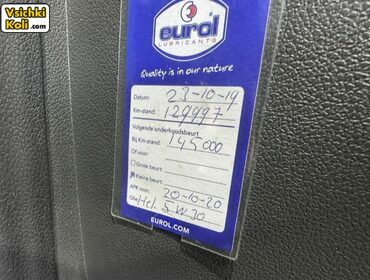 Vsichki
Koli.com
eurol
LUBRICANTS
Quality is in our nature
Datum: 23-10-19
Km-stand: 129997
Volgende onderhoudsbeurt
Bij Km-stand: 145000
Of voor:
Grote beurt:
Kleine beurt:
APK voor: 20-10-20
Olie: Hel. 5W30
EUROL.COM